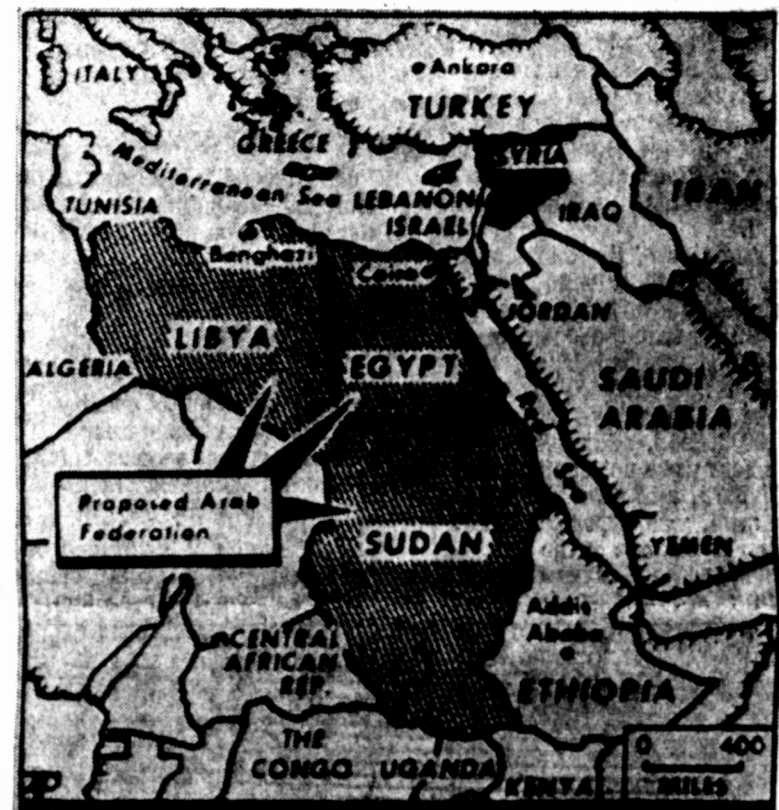 ITALY
Ankara
TURKEY
GREECE
SYRIA
Mediterranean Sea
LEBANON
IRAN
TUNISIA
ISRAEL
IRAQ
Benghazi
Cairo
JORDAN
LIBYA
ALGERIA
EGYPT
SAUDI
ARABIA
Red Sea
Proposed Arab
Federation
SUDAN
YEMEN
Addis
Ababa
CENTRAL
AFRICAN
REP.
ETHIOPIA
THE
CONGO
UGANDA
KENYA
0 400
MILES